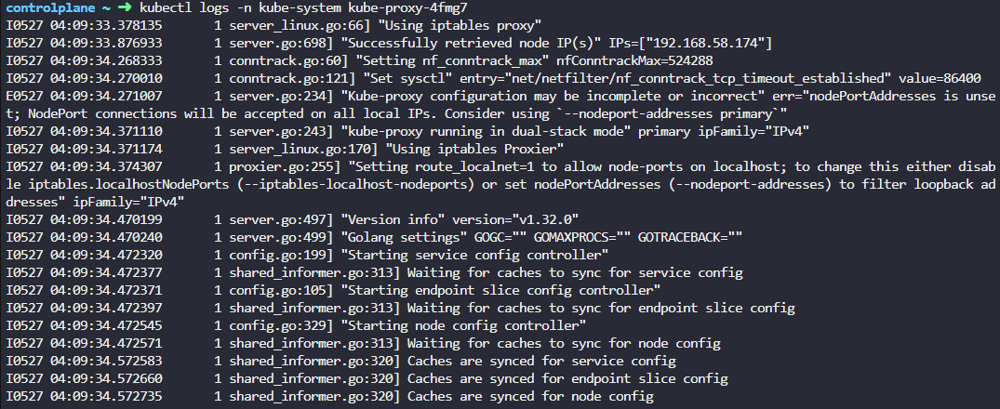 controlplane ~ ➜ kubectl logs -n kube-system kube-proxy-4fmg7
I0527 04:09:33.378135       1 server_linux.go:66] "Using iptables proxy"
I0527 04:09:33.876933       1 server.go:698] "Successfully retrieved node IP(s)" IPs=["192.168.58.174"]
I0527 04:09:34.268333       1 conntrack.go:60] "Setting nf_conntrack_max" nfConntrackMax=524288
I0527 04:09:34.270010       1 conntrack.go:121] "Set sysctl" entry="net/netfilter/nf_conntrack_tcp_timeout_established" value=86400
E0527 04:09:34.271007       1 server.go:234] "Kube-proxy configuration may be incomplete or incorrect" err="nodePortAddresses is unse
t; NodePort connections will be accepted on all local IPs. Consider using `--nodeport-addresses primary`"
I0527 04:09:34.371110       1 server.go:243] "kube-proxy running in dual-stack mode" primary ipFamily="IPv4"
I0527 04:09:34.371174       1 server_linux.go:170] "Using iptables Proxier"
I0527 04:09:34.374307       1 proxier.go:255] "Setting route_localnet=1 to allow node-ports on localhost; to change this either disab
le iptables.localhostNodePorts (--iptables-localhost-nodeports) or set nodePortAddresses (--nodeport-addresses) to filter loopback ad
dresses" ipFamily="IPv4"
I0527 04:09:34.470199       1 server.go:497] "Version info" version="v1.32.0"
I0527 04:09:34.470240       1 server.go:499] "Golang settings" GOGC="" GOMAXPROCS="" GOTRACEBACK=""
I0527 04:09:34.472320       1 config.go:199] "Starting service config controller"
I0527 04:09:34.472377       1 shared_informer.go:313] Waiting for caches to sync for service config
I0527 04:09:34.472371       1 config.go:105] "Starting endpoint slice config controller"
I0527 04:09:34.472397       1 shared_informer.go:313] Waiting for caches to sync for endpoint slice config
I0527 04:09:34.472545       1 config.go:329] "Starting node config controller"
I0527 04:09:34.472571       1 shared_informer.go:313] Waiting for caches to sync for node config
I0527 04:09:34.572583       1 shared_informer.go:320] Caches are synced for service config
I0527 04:09:34.572660       1 shared_informer.go:320] Caches are synced for endpoint slice config
I0527 04:09:34.572735       1 shared_informer.go:320] Caches are synced for node config